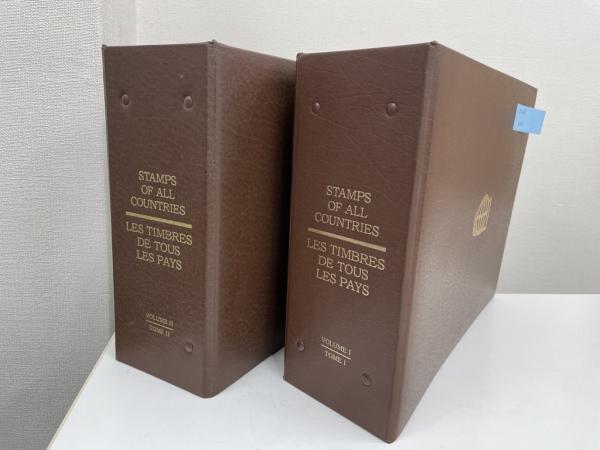 STAMPS
OF ALL
COUNTRIES
LES TIMBRES
DE TOUS
LES PAYS
VOLUME II
TOME II
STAMPS
OF ALL
COUNTRIES
LES TIMBRES
DE TOUS
LES PAYS
VOLUME I
TOME I